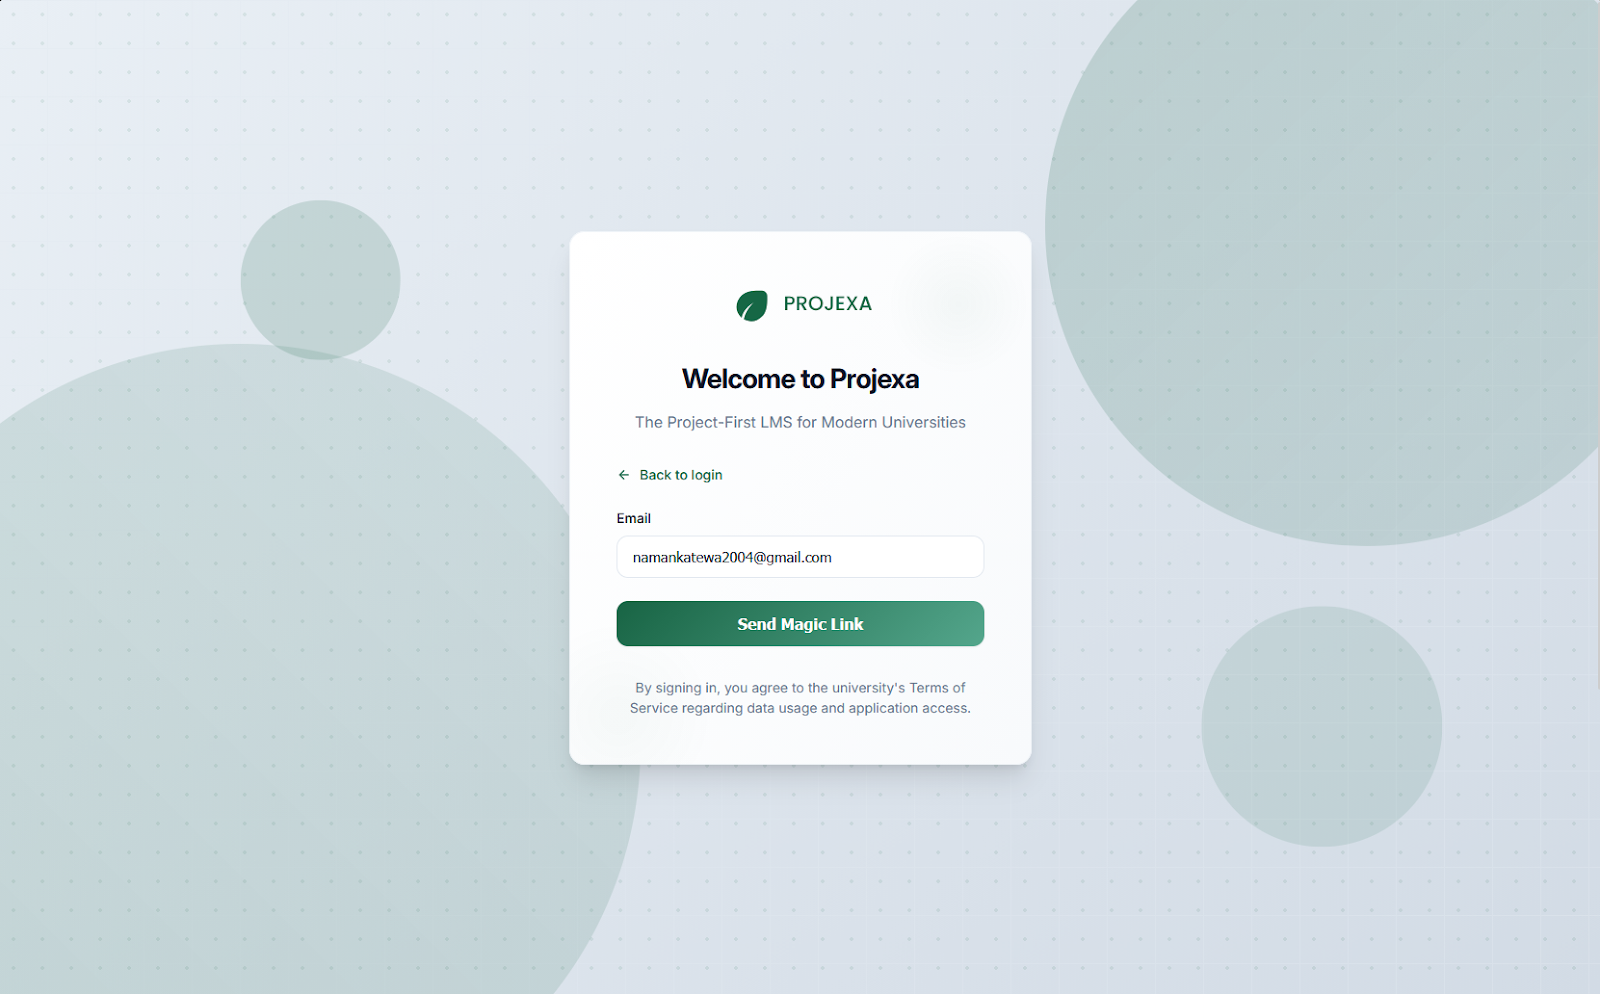 PROJEXA
Welcome to Projexa
The Project-First LMS for Modern Universities
← Back to login
Email
namankatewa2004@gmail.com
Send Magic Link
By signing in, you agree to the university's Terms of
Service regarding data usage and application access.